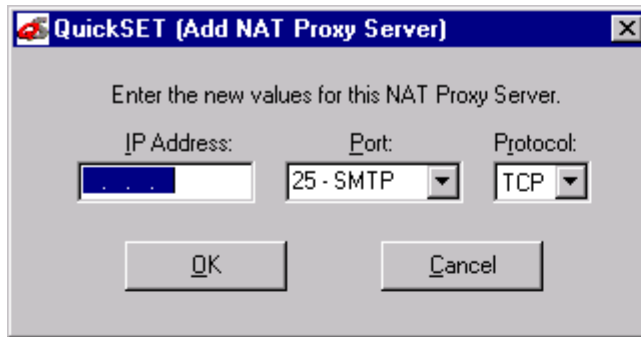 QuickSET (Add NAT Proxy Server)
Enter the new values for this NAT Proxy Server.
IP Address: Port: Protocol:
. . . 25 - SMTP TCP
OK Cancel